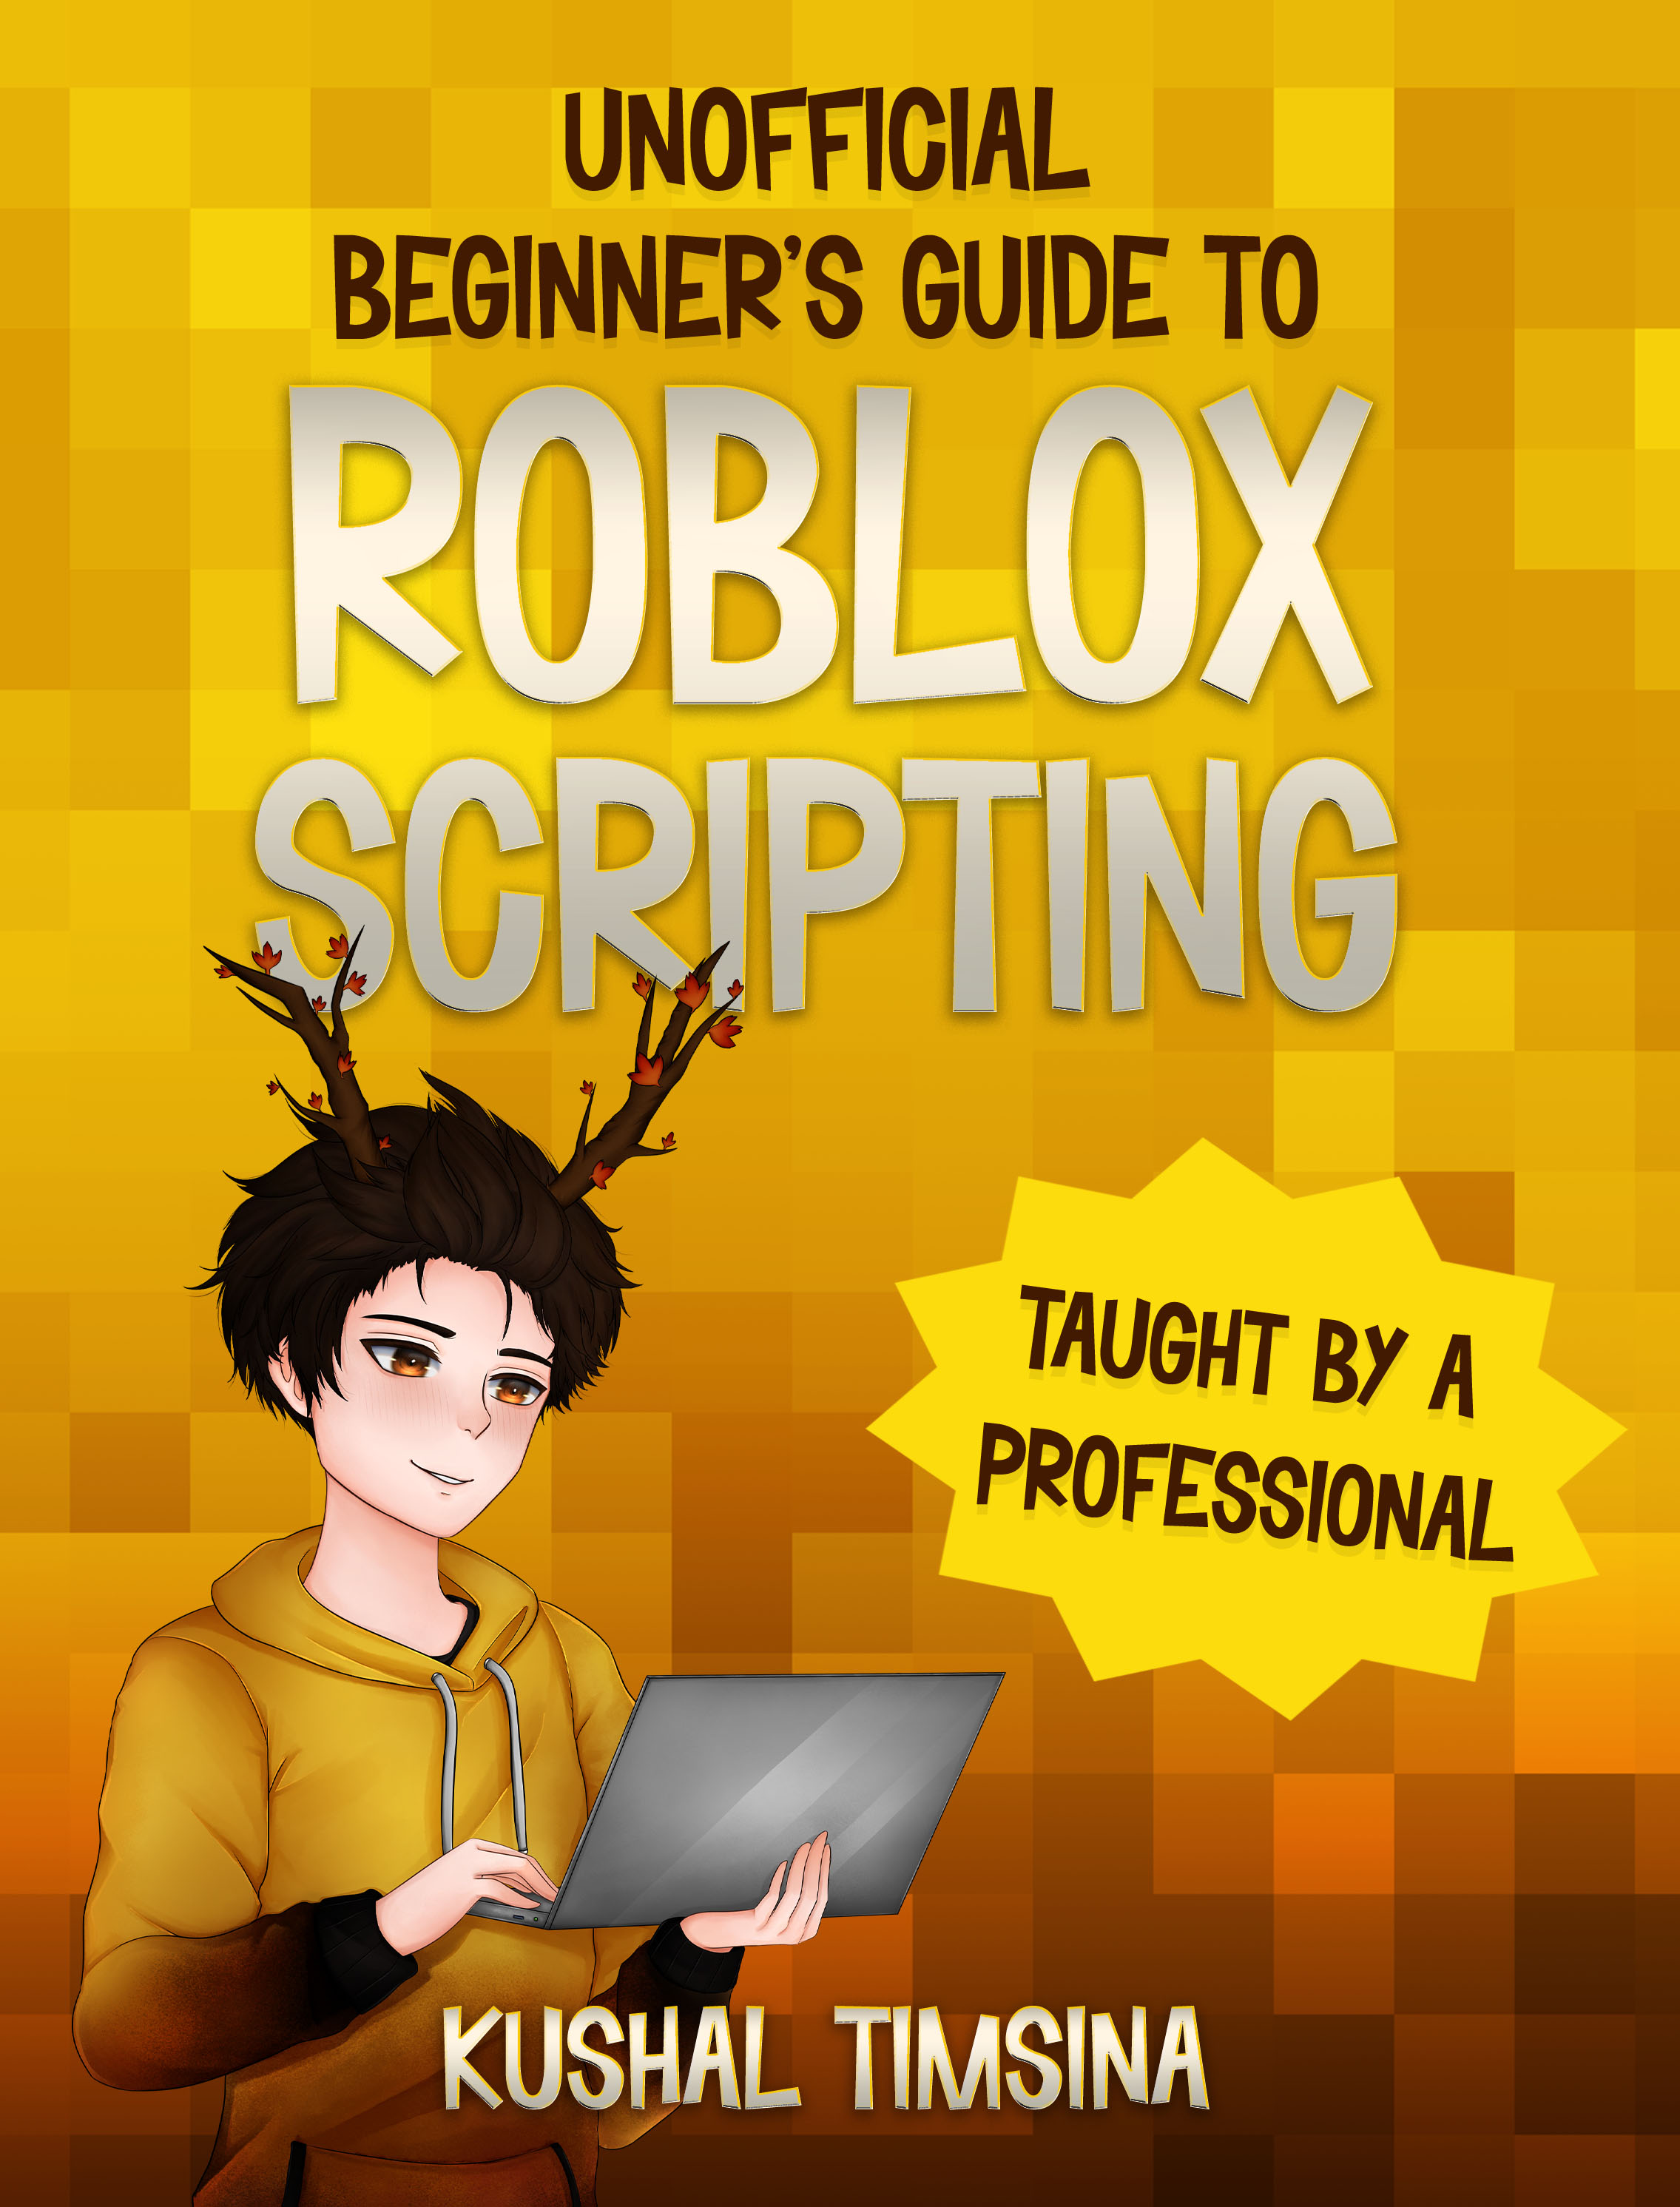 UNOFFICIAL
BEGINNER'S GUIDE TO
ROBLOX
SCRIPTING
TAUGHT BY A
PROFESSIONAL
KUSHAL TIMSINA